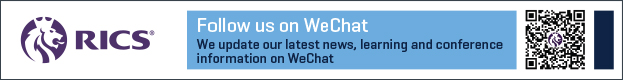 RICS®
Follow us on WeChat
We update our latest news, learning and conference
information on WeChat